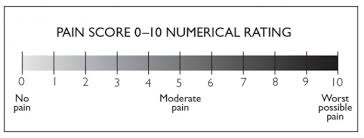 PAIN SCORE 0–10 NUMERICAL RATING
0 1 2 3 4 5 6 7 8 9 10
No Moderate Worst
pain pain possible
pain